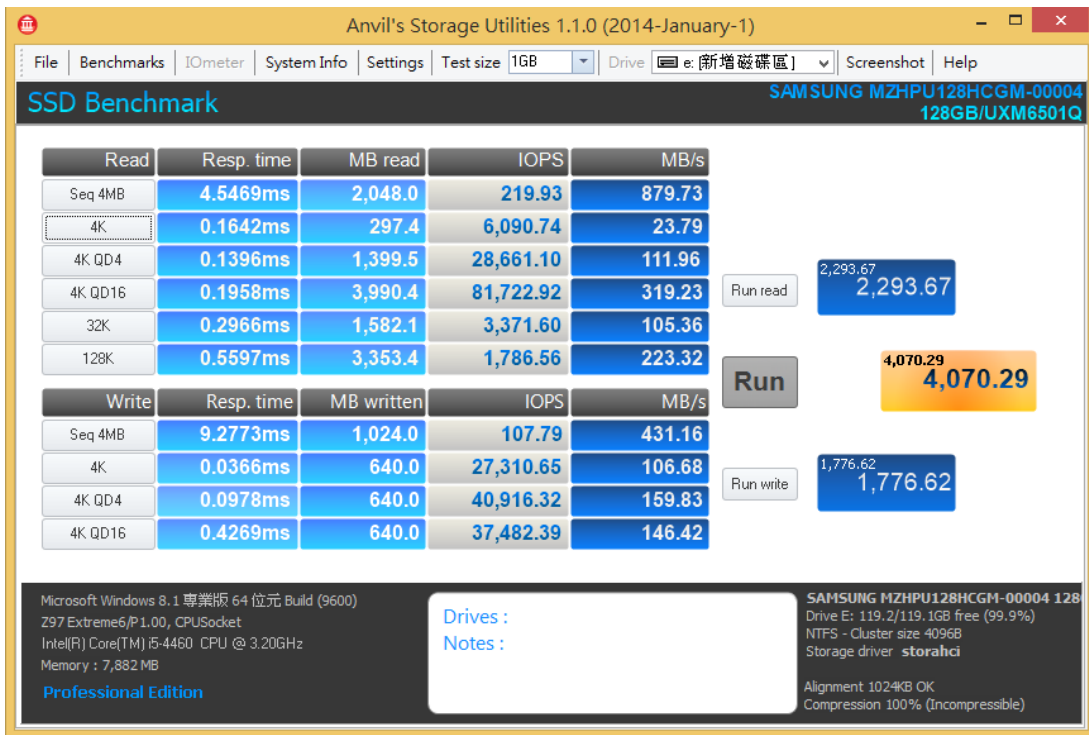 Anvil's Storage Utilities 1.1.0 (2014-January-1)
File Benchmarks IOmeter System Info Settings Test size 1GB Drive e: [新增磁碟區] Screenshot Help
SSD Benchmark
SAMSUNG MZHPU128HCGM-00004
128GB/UXM6501Q
Read Resp. time MB read IOPS MB/s
Seq 4MB 4.5469ms 2,048.0 219.93 879.73
4K 0.1642ms 297.4 6,090.74 23.79
4K QD4 0.1396ms 1,399.5 28,661.10 111.96
4K QD16 0.1958ms 3,990.4 81,722.92 319.23
32K 0.2966ms 1,582.1 3,371.60 105.36
128K 0.5597ms 3,353.4 1,786.56 223.32
Run read
2,293.67
2,293.67
Run
4,070.29
4,070.29
Write Resp. time MB written IOPS MB/s
Seq 4MB 9.2773ms 1,024.0 107.79 431.16
4K 0.0366ms 640.0 27,310.65 106.68
4K QD4 0.0978ms 640.0 40,916.32 159.83
4K QD16 0.4269ms 640.0 37,482.39 146.42
Run write
1,776.62
1,776.62
Microsoft Windows 8.1 專業版 64 位元 Build (9600)
Z97 Extreme6/P1.00, CPUSocket
Intel(R) Core(TM) i5-4460 CPU @ 3.20GHz
Memory : 7,882 MB
Professional Edition
Drives :
Notes :
SAMSUNG MZHPU128HCGM-00004 128
Drive E: 119.2/119.1GB free (99.9%)
NTFS - Cluster size 4096B
Storage driver storahci
Alignment 1024KB OK
Compression 100% (Incompressible)